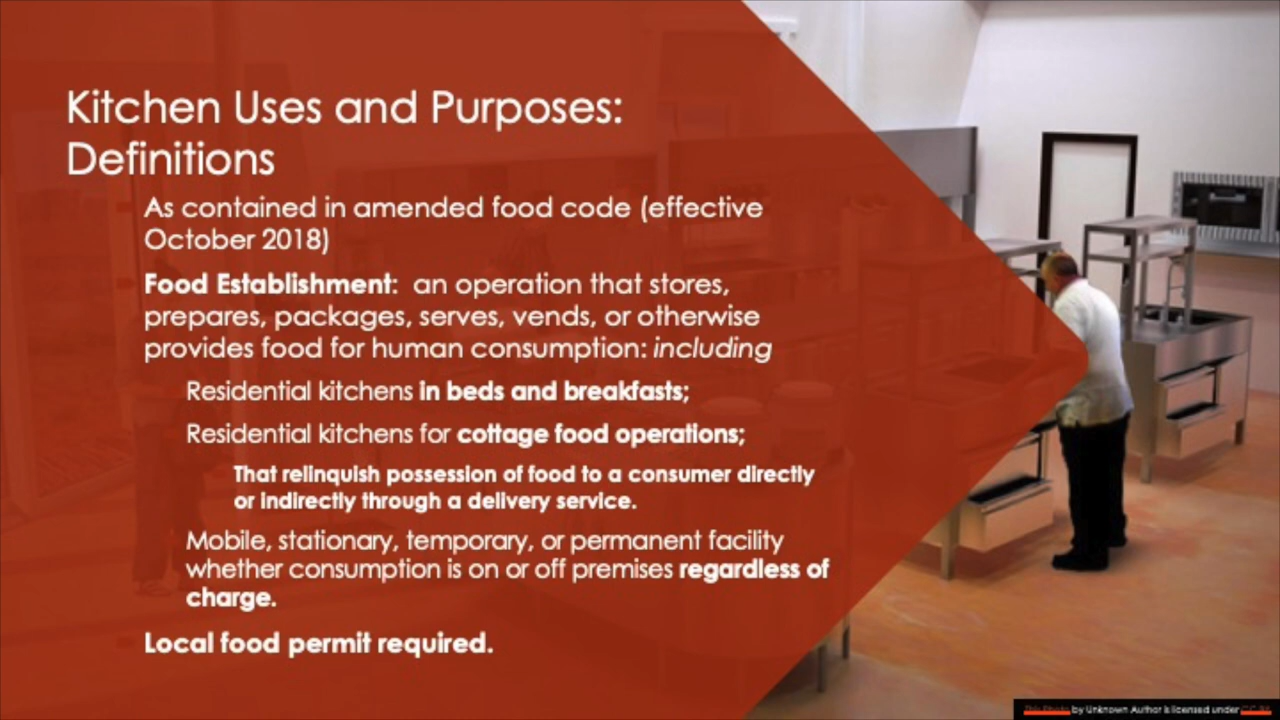 Kitchen Uses and Purposes:
Definitions
As contained in amended food code (effective
October 2018)
Food Establishment: an operation that stores,
prepares, packages, serves, vends, or otherwise
provides food for human consumption: including
Residential kitchens in beds and breakfasts;
Residential kitchens for cottage food operations;
That relinquish possession of food to a consumer directly
or indirectly through a delivery service.
Mobile, stationary, temporary, or permanent facility
whether consumption is on or off premises regardless of
charge.
Local food permit required.
This Photo by Unknown Author is licensed under